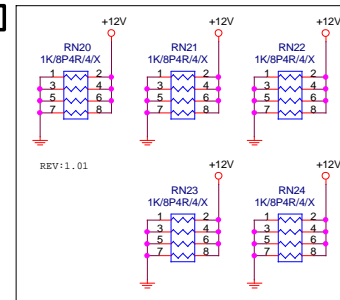 +12V +12V +12V
RN20 RN21 RN22
1K/8P4R/4/X 1K/8P4R/4/X 1K/8P4R/4/X
1 2 1 2 1 2
3 4 3 4 3 4
5 6 5 6 5 6
7 8 7 8 7 8
REV:1.01
+12V +12V
RN23 RN24
1K/8P4R/4/X 1K/8P4R/4/X
1 2 1 2
3 4 3 4
5 6 5 6
7 8 7 8